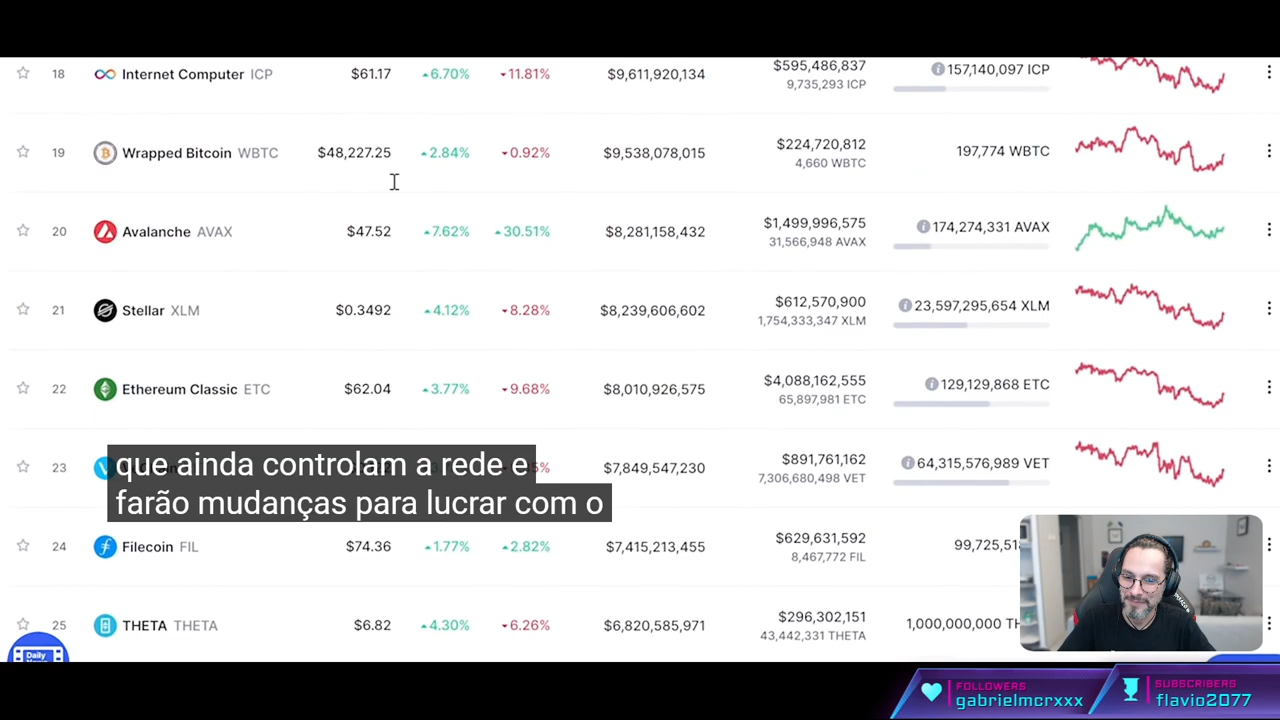 18 Internet Computer ICP $61.17 6.70% 11.81% $9,611,920,134 $595,486,837 157,140,097 ICP
9,735,293 ICP
19 Wrapped Bitcoin WBTC $48,227.25 2.84% 0.92% $9,538,078,015 $224,720,812 197,774 WBTC
4,660 WBTC
20 Avalanche AVAX $47.52 7.62% 30.51% $8,281,158,432 $1,499,996,575 174,274,331 AVAX
31,566,948 AVAX
21 Stellar XLM $0.3492 4.12% 8.28% $8,239,606,602 $612,570,900 23,597,295,654 XLM
1,754,333,347 XLM
22 Ethereum Classic ETC $62.04 3.77% 9.68% $8,010,926,575 $4,088,162,555 129,129,868 ETC
65,897,981 ETC
23 $7,849,547,230 $891,761,162 64,315,576,989 VET
7,306,680,498 VET
que ainda controlam a rede e
farão mudanças para lucrar com o
24 Filecoin FIL $74.36 1.77% 2.82% $7,415,213,455 $629,631,592
8,467,772 FIL
25 THETA THETA $6.82 4.30% 6.26% $6,820,585,971 $296,302,151 1,000,000,000
43,442,331 THETA
Daily
FOLLOWERS
gabrielmcrxxx
SUBSCRIBERS
flavio2077